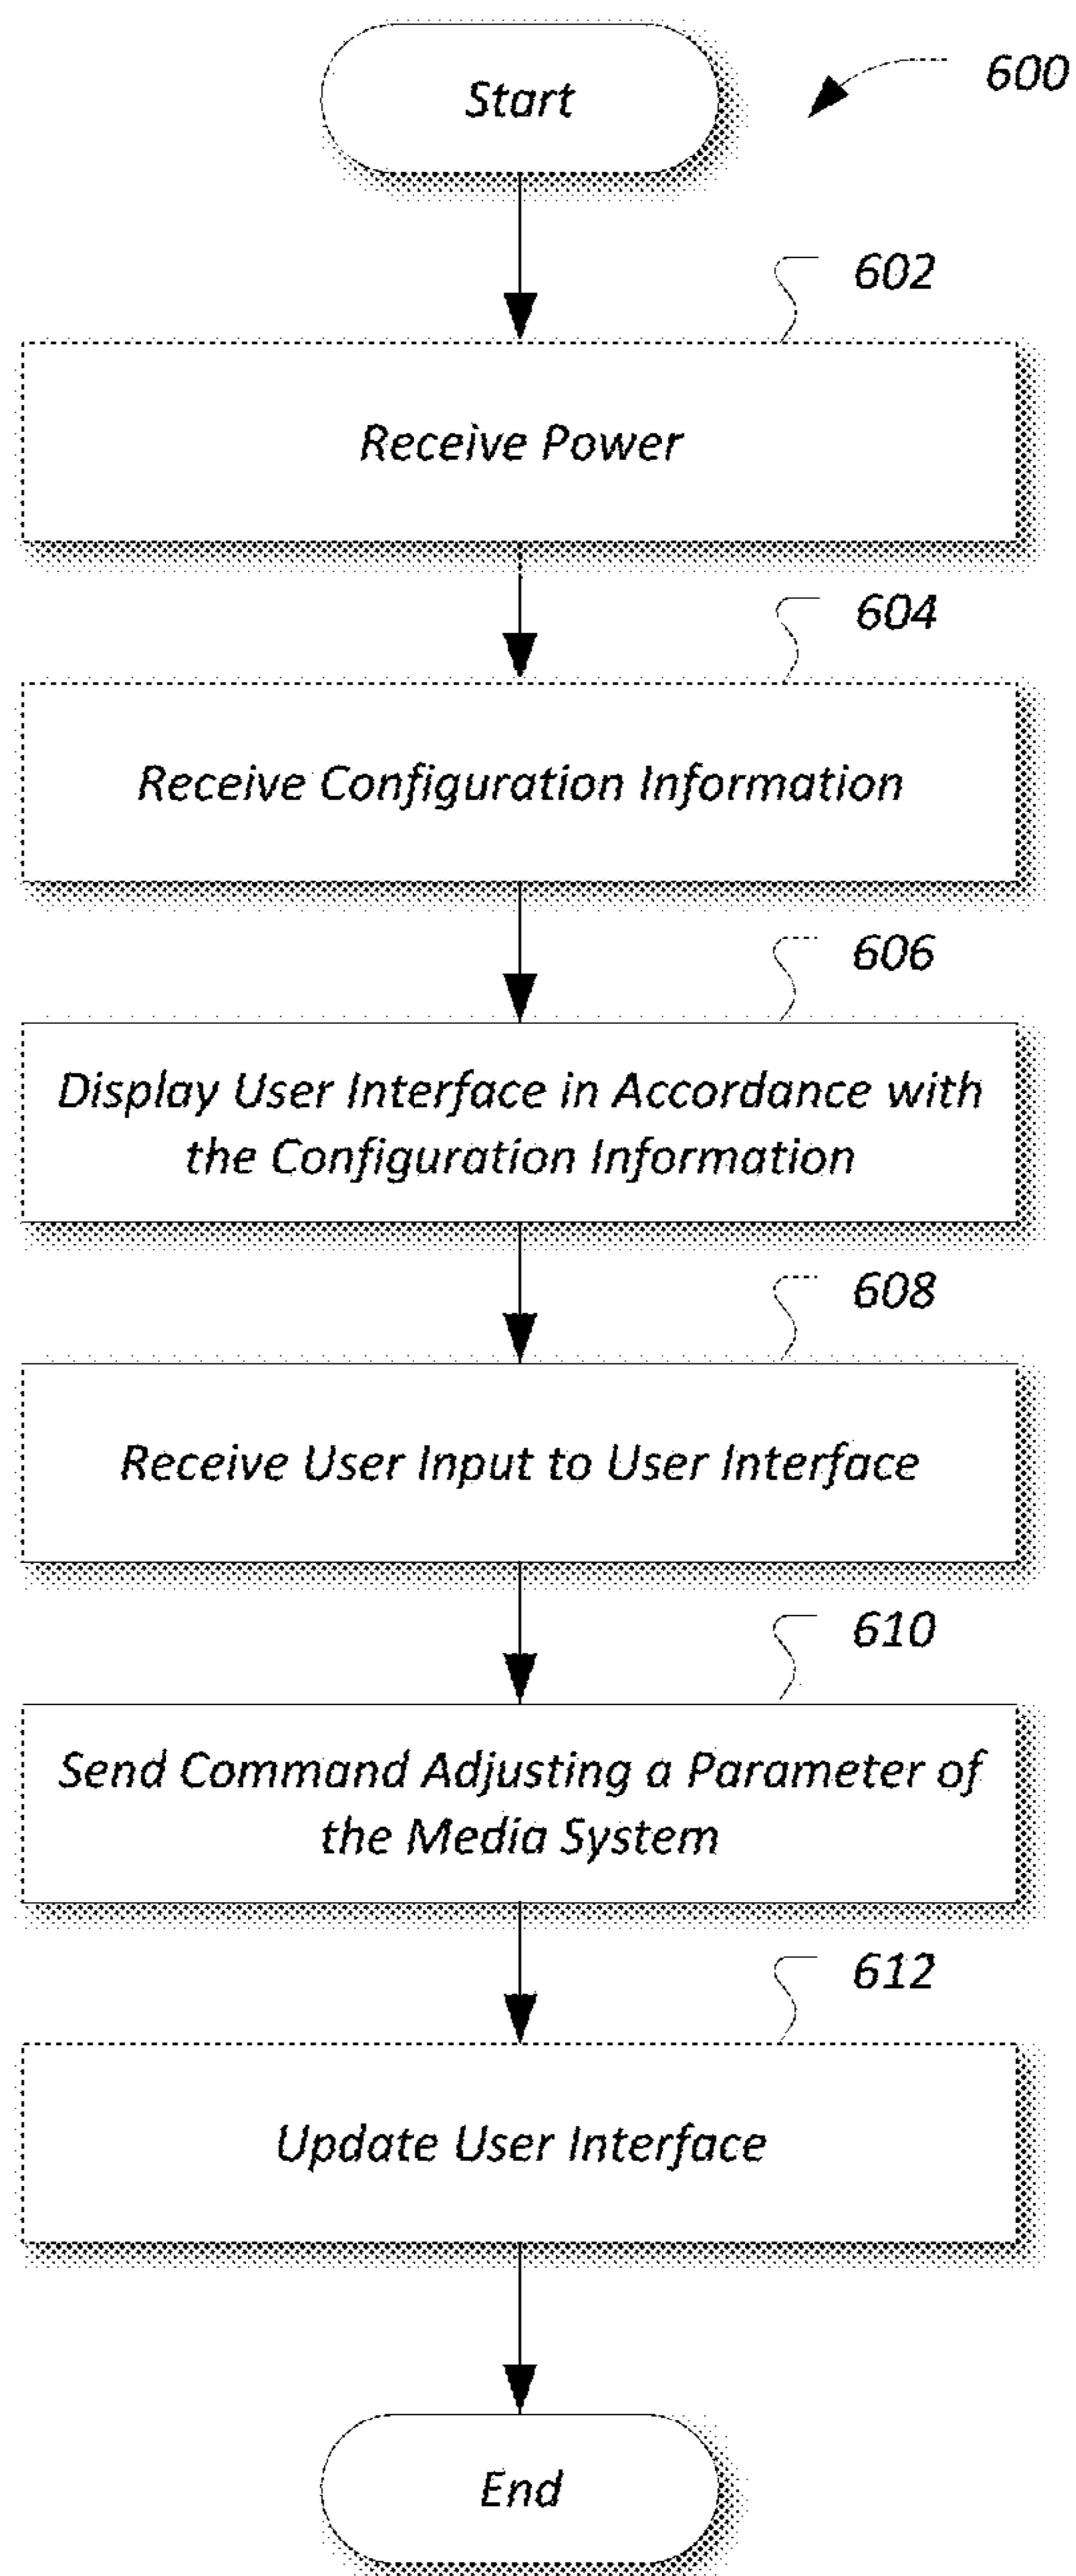 Start
600
602
Receive Power
604
Receive Configuration Information
606
Display User Interface in Accordance with
the Configuration Information
608
Receive User Input to User Interface
610
Send Command Adjusting a Parameter of
the Media System
612
Update User Interface
End